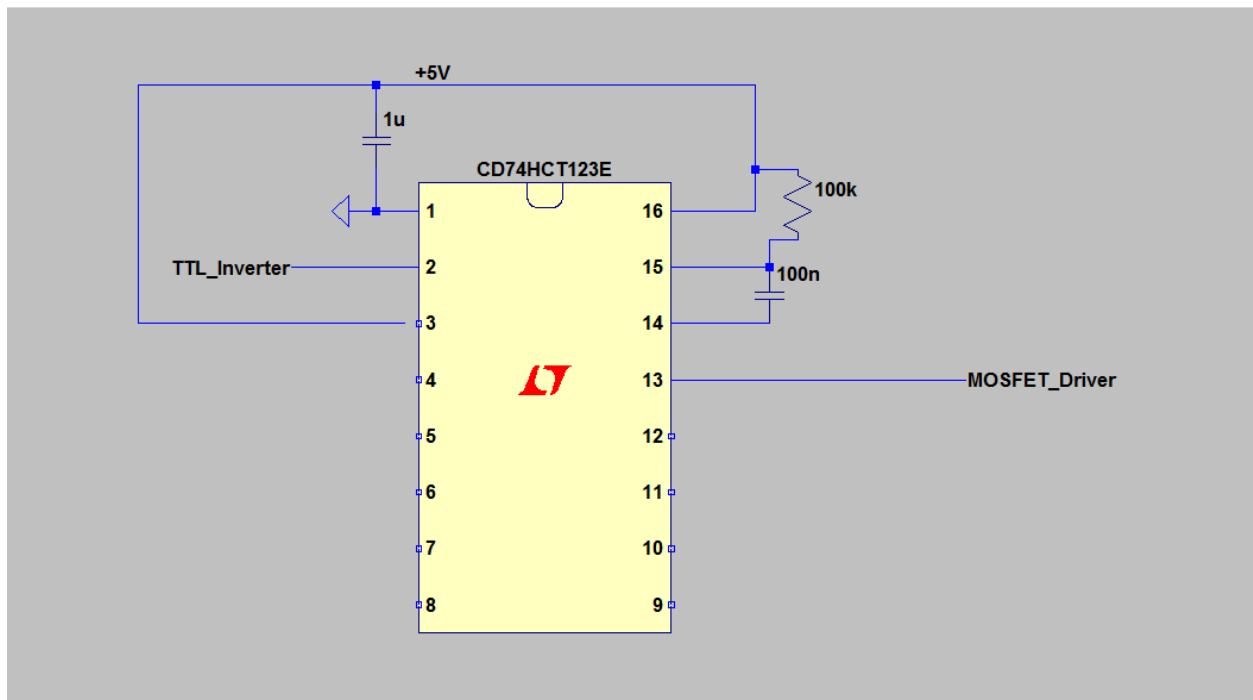 +5V
1u
CD74HCT123E
100k
1 16
TTL_Inverter 2 15 100n
3 14
4 13 MOSFET_Driver
5 12
6 11
7 10
8 9